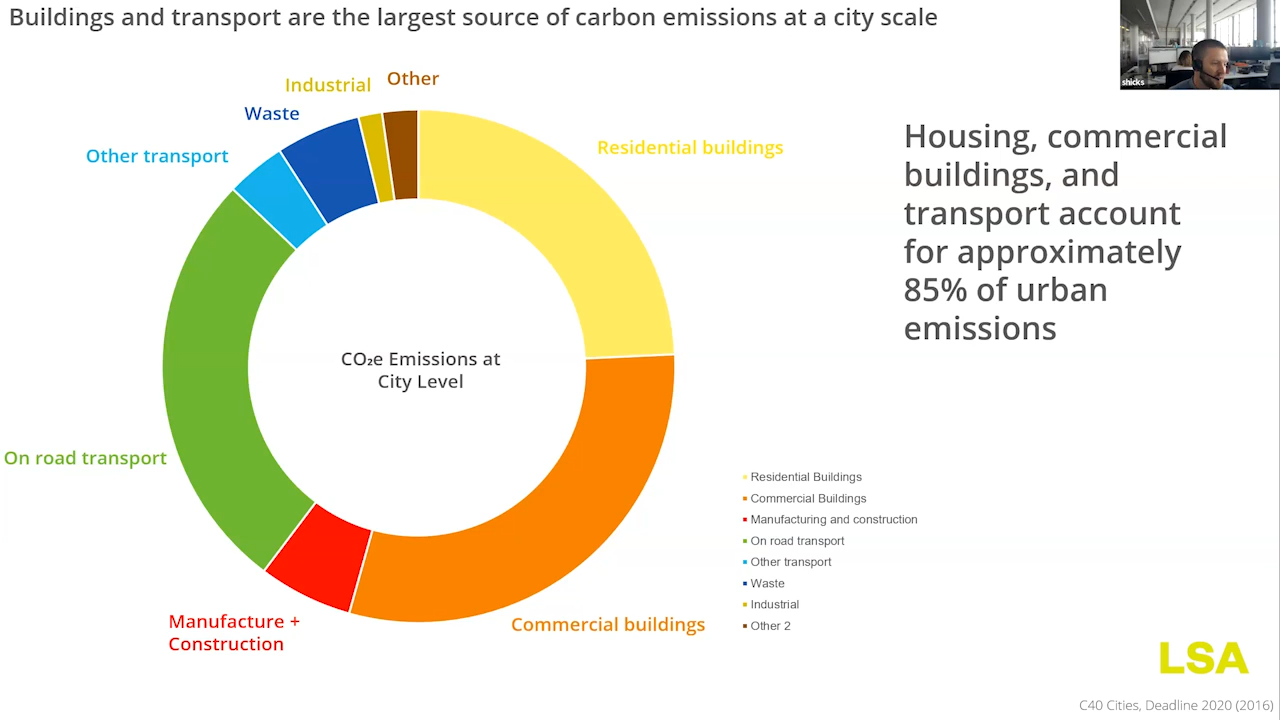 Buildings and transport are the largest source of carbon emissions at a city scale
shicks
Industrial
Other
Waste
Other transport
Residential buildings
Housing, commercial
buildings, and
transport account
for approximately
85% of urban
emissions
CO₂e Emissions at
City Level
On road transport
Manufacture +
Construction
Commercial buildings
Residential Buildings
Commercial Buildings
Manufacturing and construction
On road transport
Other transport
Waste
Industrial
Other 2
LSA
C40 Cities, Deadline 2020 (2016)